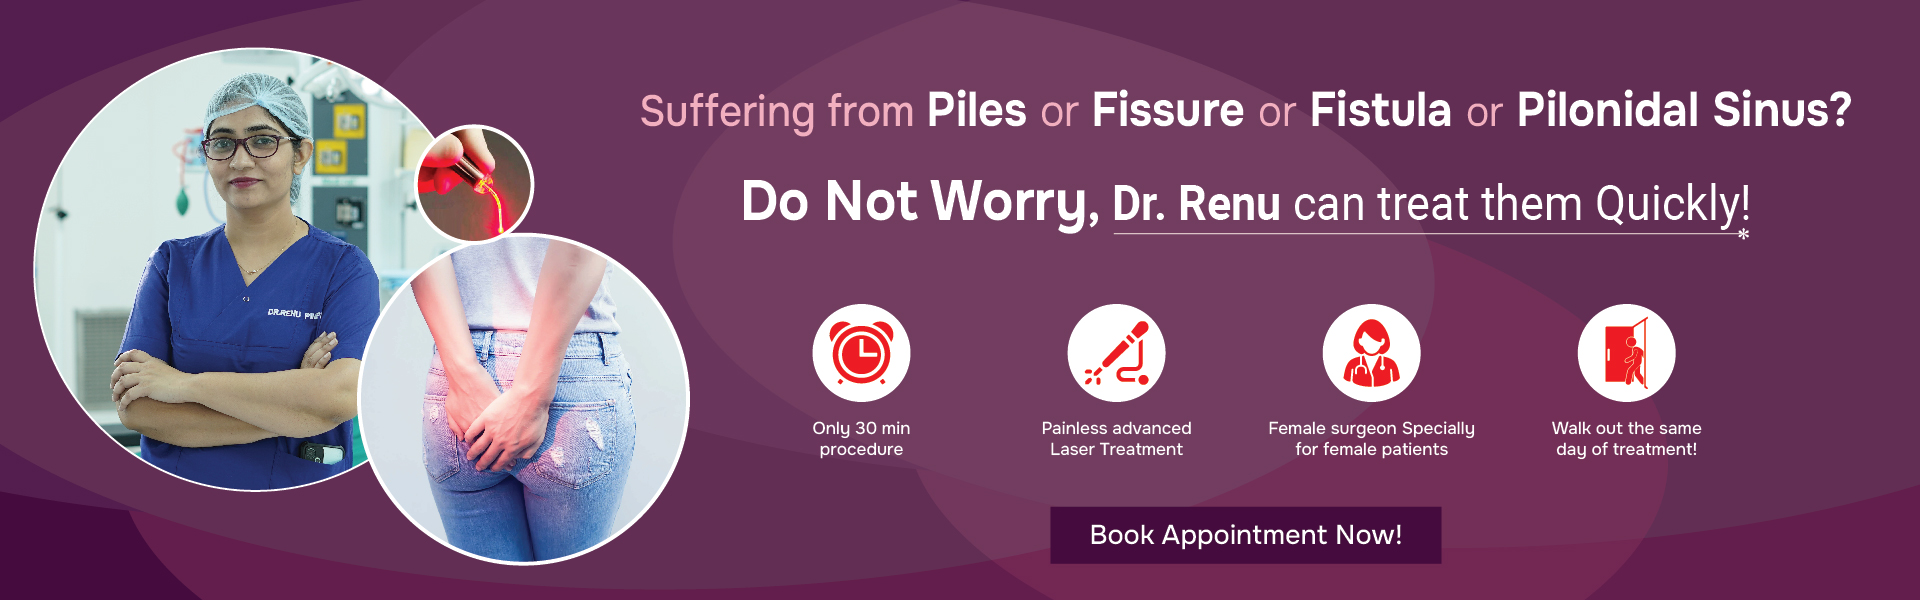 Suffering from Piles or Fissure or Fistula or Pilonidal Sinus?
Do Not Worry, Dr. Renu can treat them Quickly!
*
Only 30 min
procedure
Painless advanced
Laser Treatment
Female surgeon Specially
for female patients
Walk out the same
day of treatment!
Book Appointment Now!
DR.RENU